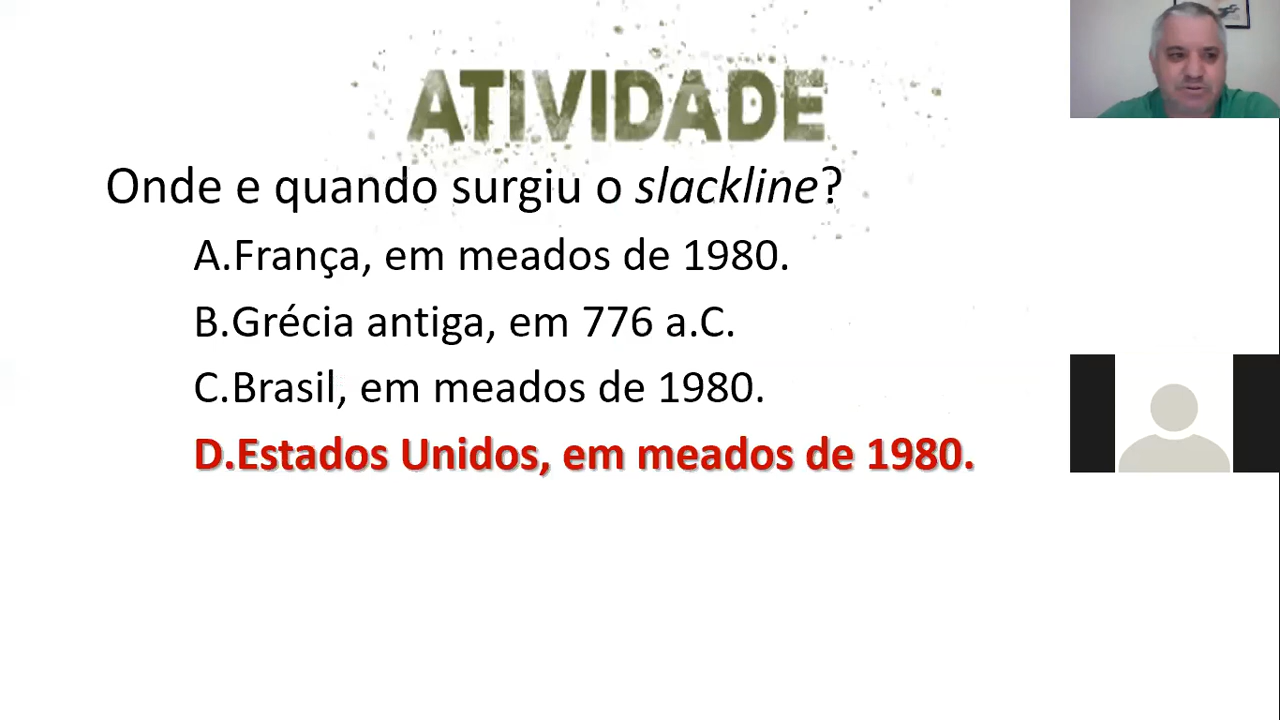 ATIVIDADE
Onde e quando surgiu o slackline?
A.França, em meados de 1980.
B.Grécia antiga, em 776 a.C.
C.Brasil, em meados de 1980.
D.Estados Unidos, em meados de 1980.